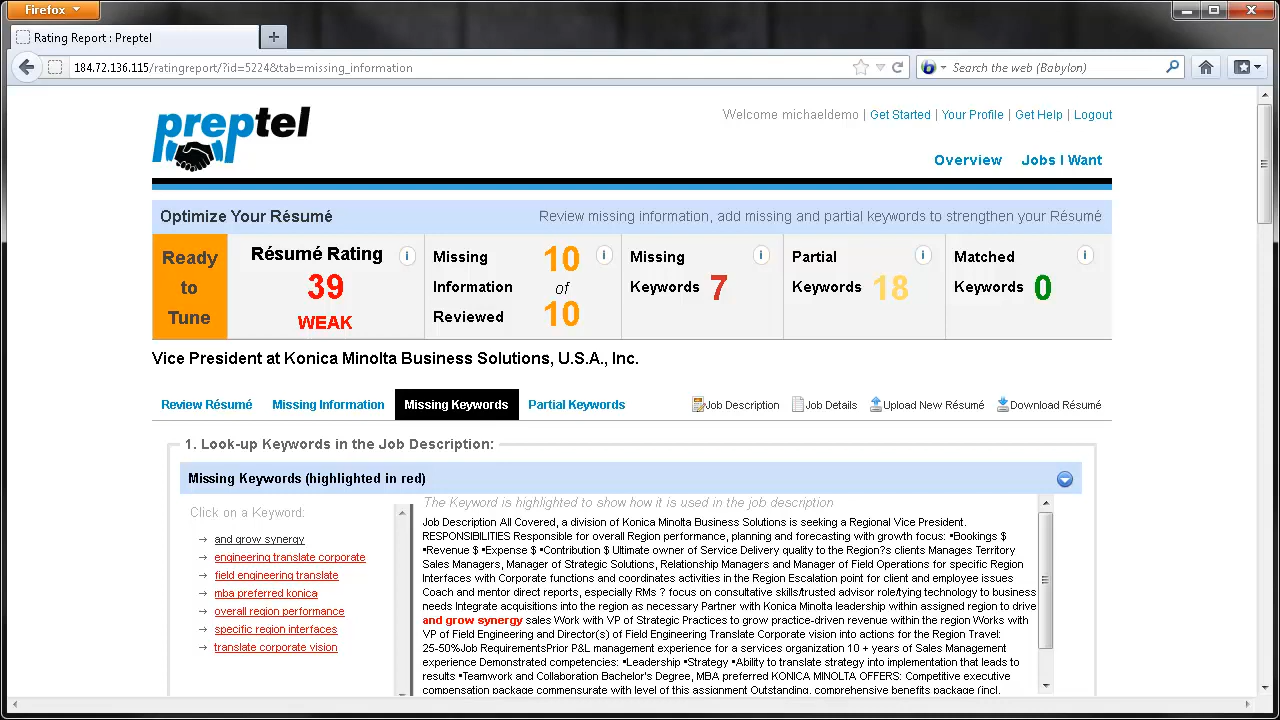 Firefox
Rating Report : Preptel
184.72.136.115/ratingreport/?id=5224&tab=missing_information
Search the web (Babylon)
preptel
Welcome michaeldemo | Get Started | Your Profile | Get Help | Logout
Overview Jobs I Want
Optimize Your Résumé
Review missing information, add missing and partial keywords to strengthen your Résumé
Ready to Tune
Résumé Rating
39
WEAK
Missing Information Reviewed
10 of 10
Missing Keywords 7
Partial Keywords 18
Matched Keywords 0
Vice President at Konica Minolta Business Solutions, U.S.A., Inc.
Review Résumé Missing Information Missing Keywords Partial Keywords
Job Description Job Details Upload New Résumé Download Résumé
1. Look-up Keywords in the Job Description:
Missing Keywords (highlighted in red)
Click on a Keyword:
and grow synergy
engineering translate corporate
field engineering translate
mba preferred konica
overall region performance
specific region interfaces
translate corporate vision
The Keyword is highlighted to show how it is used in the job description
Job Description All Covered, a division of Konica Minolta Business Solutions is seeking a Regional Vice President.
RESPONSIBILITIES Responsible for overall Region performance, planning and forecasting with growth focus: •Bookings $
•Revenue $ •Expense $ •Contribution $ Ultimate owner of Service Delivery quality to the Region?s clients Manages Territory
Sales Managers, Manager of Strategic Solutions, Relationship Managers and Manager of Field Operations for specific Region
Interfaces with Corporate functions and coordinates activities in the Region Escalation point for client and employee issues
Coach and mentor direct reports, especially RMs ? focus on consultative skills/trusted advisor role/tying technology to business
needs Integrate acquisitions into the region as necessary Partner with Konica Minolta leadership within assigned region to drive
and grow synergy sales Work with VP of Strategic Practices to grow practice-driven revenue within the region Works with
VP of Field Engineering and Director(s) of Field Engineering Translate Corporate vision into actions for the Region Travel:
25-50%Job RequirementsPrior P&L management experience for a services organization 10 + years of Sales Management
experience Demonstrated competencies: •Leadership •Strategy •Ability to translate strategy into implementation that leads to
results •Teamwork and Collaboration Bachelor's Degree, MBA preferred KONICA MINOLTA OFFERS: Competitive executive
compensation package commensurate with level of this assignment Outstanding, comprehensive benefits package (incl.